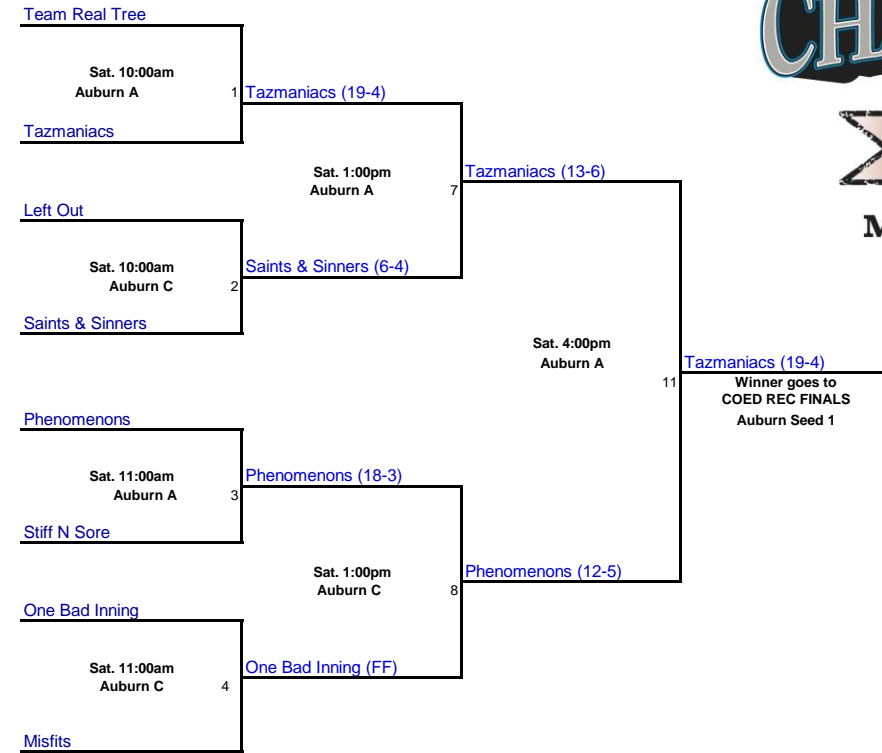 Team Real Tree
CH
Sat. 10:00am
Auburn A
1
Tazmaniacs (19-4)
Tazmaniacs
Sat. 1:00pm
Auburn A
7
Tazmaniacs (13-6)
Left Out
M
Sat. 10:00am
Auburn C
2
Saints & Sinners (6-4)
Saints & Sinners
Sat. 4:00pm
Auburn A
11
Tazmaniacs (19-4)
Winner goes to
COED REC FINALS
Auburn Seed 1
Phenomenons
Sat. 11:00am
Auburn A
3
Phenomenons (18-3)
Stiff N Sore
Sat. 1:00pm
Auburn C
8
Phenomenons (12-5)
One Bad Inning
Sat. 11:00am
Auburn C
4
One Bad Inning (FF)
Misfits